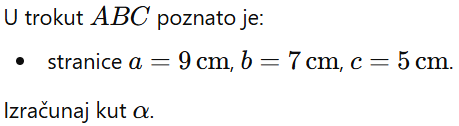 U trokut ABC poznato je:
• stranice a = 9 cm, b = 7 cm, c = 5 cm.
Izračunaj kut α.